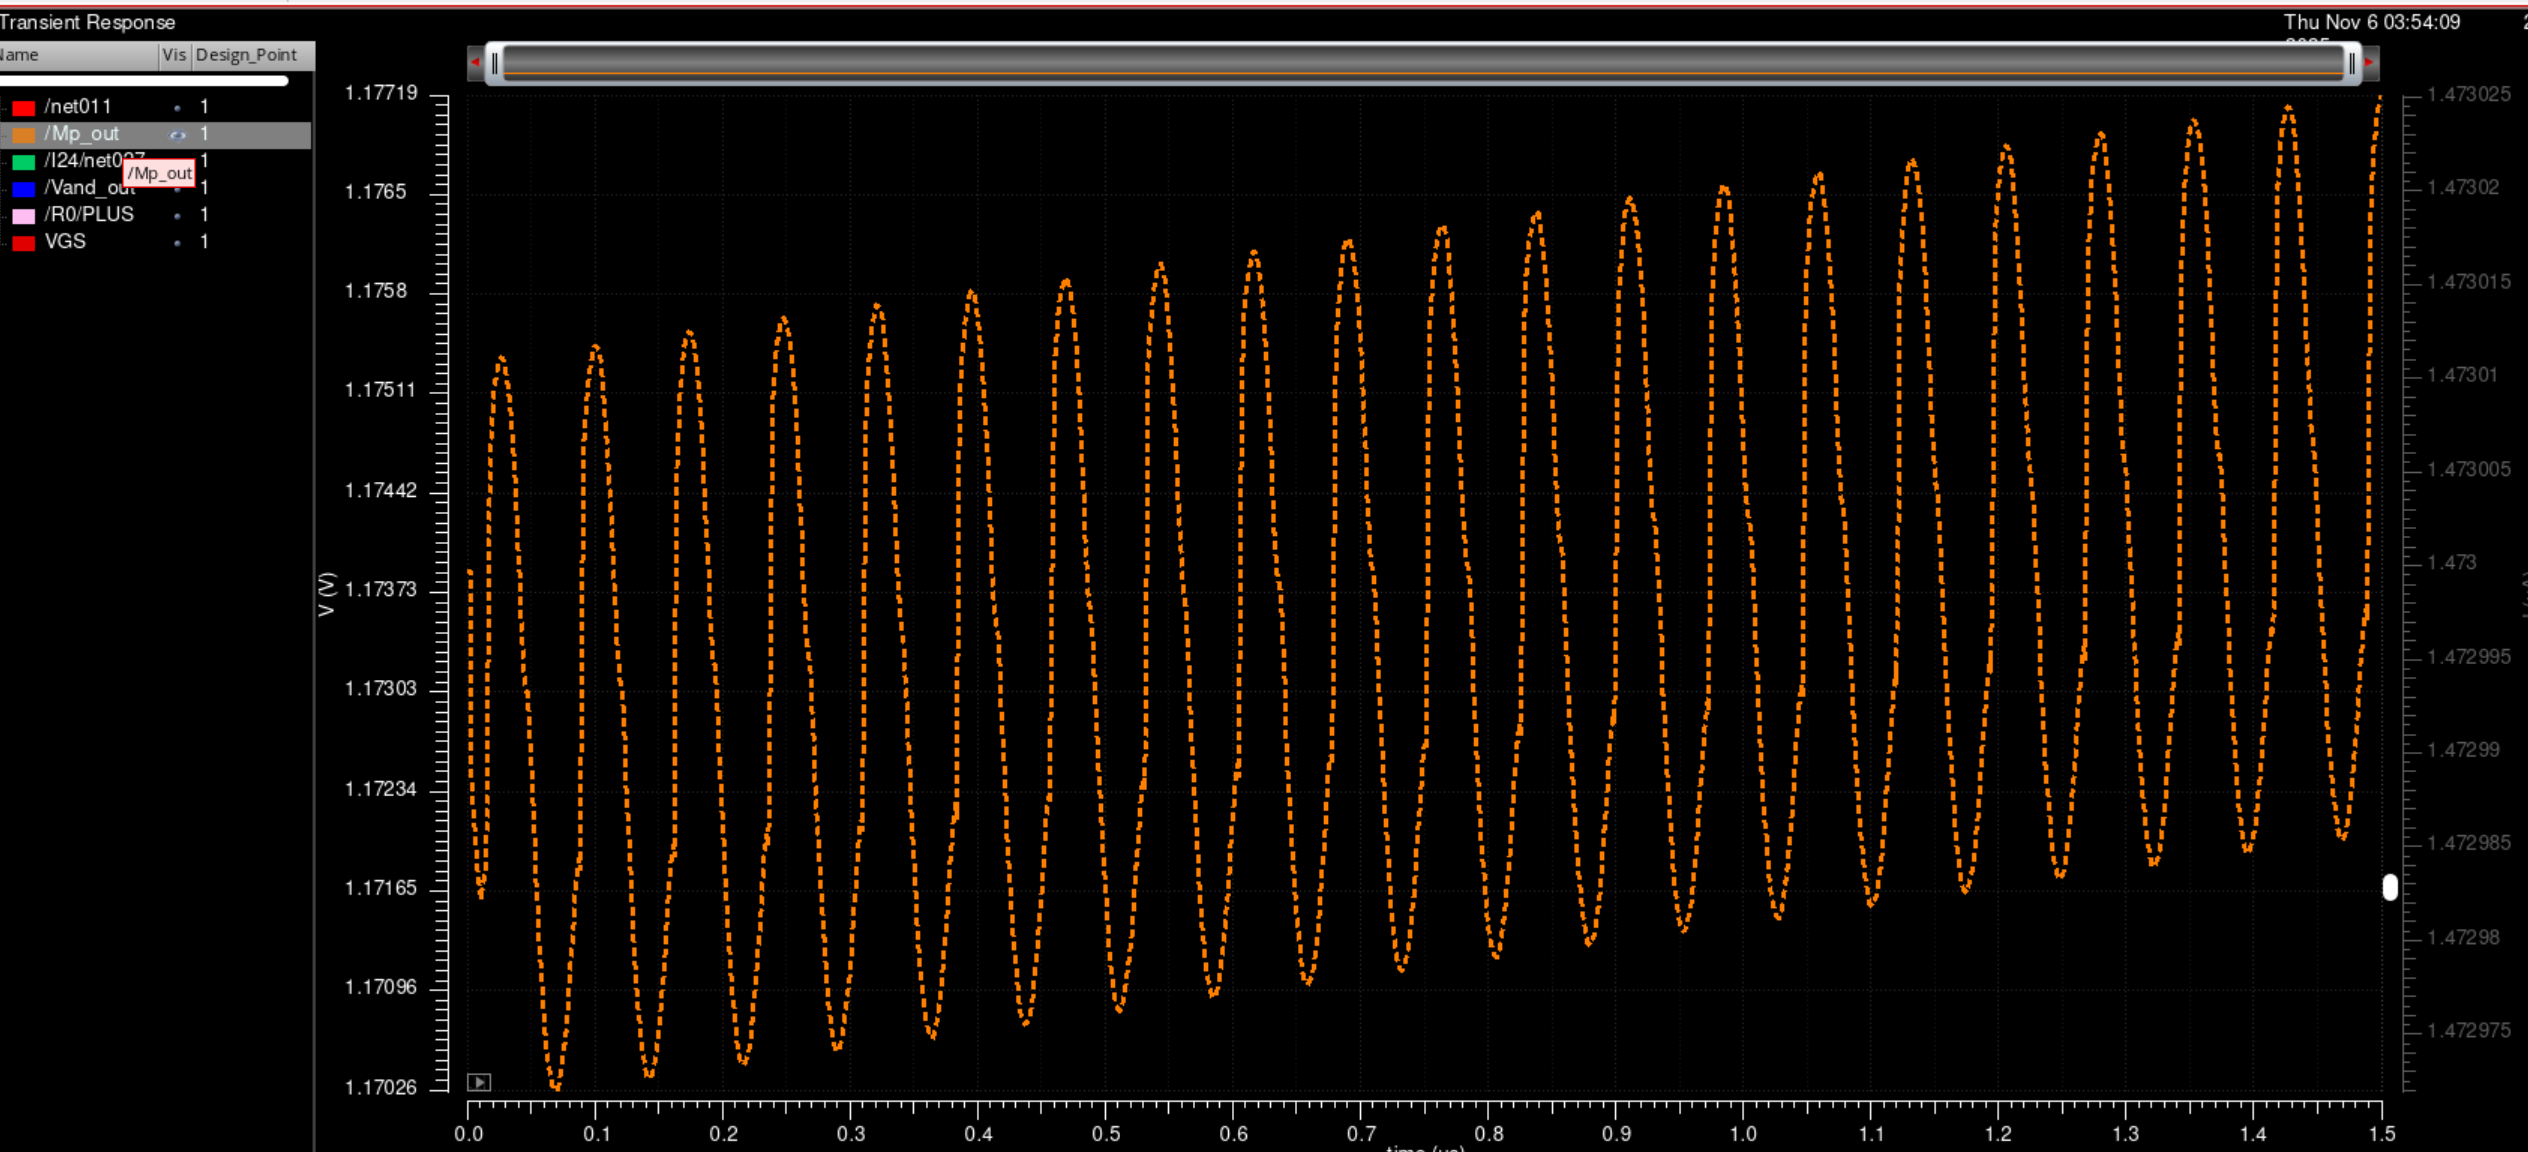 Transient Response
Thu Nov 6 03:54:09
Name Vis Design_Point
/net011 1
/Mp_out 1
1
/Mp_out
/Vand_out 1
/R0/PLUS 1
VGS 1
V (V)
1.17719
1.1765
1.1758
1.17511
1.17442
1.17373
1.17303
1.17234
1.17165
1.17096
1.17026
1.473025
1.47302
1.473015
1.47301
1.473005
1.473
1.472995
1.47299
1.472985
1.47298
1.472975
0.0 0.1 0.2 0.3 0.4 0.5 0.6 0.7 0.8 0.9 1.0 1.1 1.2 1.3 1.4 1.5